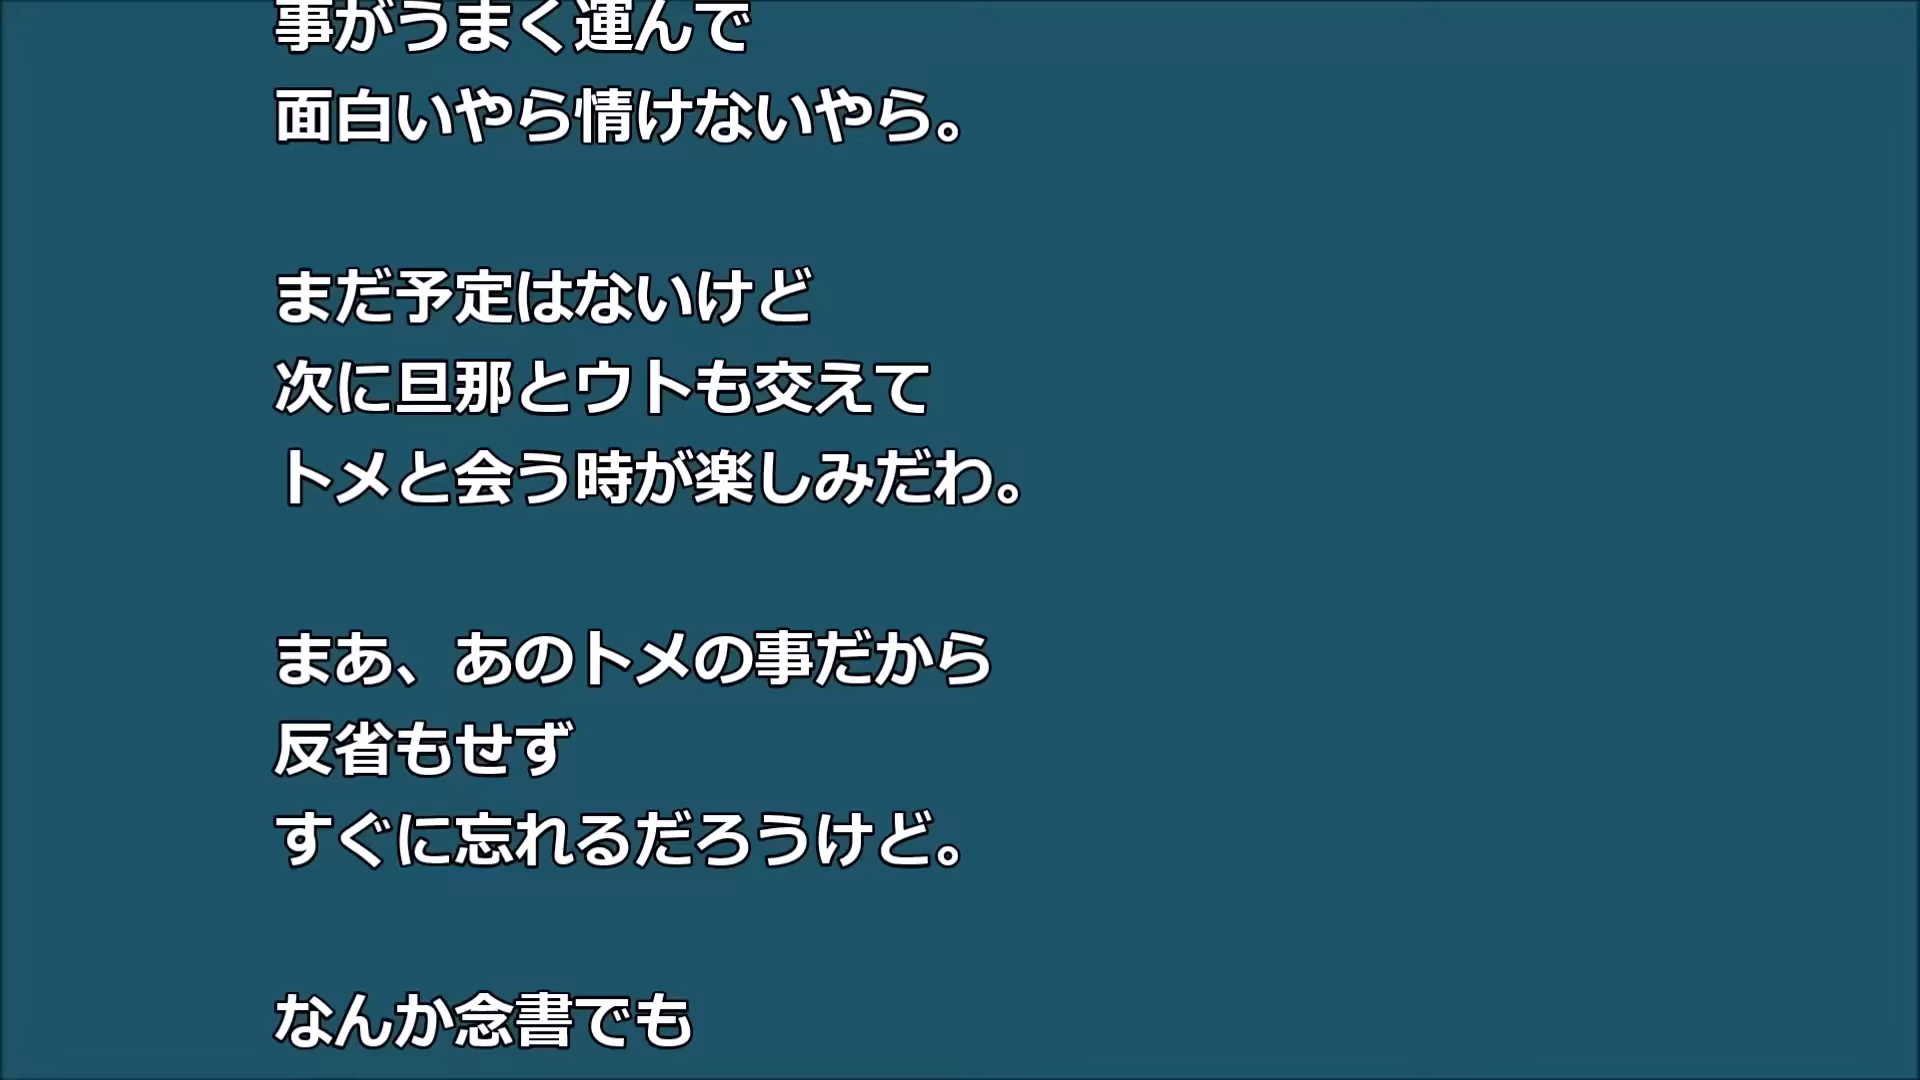 事がうまく運んで
面白いやら情けないやら。
まだ予定はないけど
次に旦那とウトも交えて
トメと会う時が楽しみだわ。
まあ、あのトメの事だから
反省もせず
すぐに忘れるだろうけど。
なんか念書でも